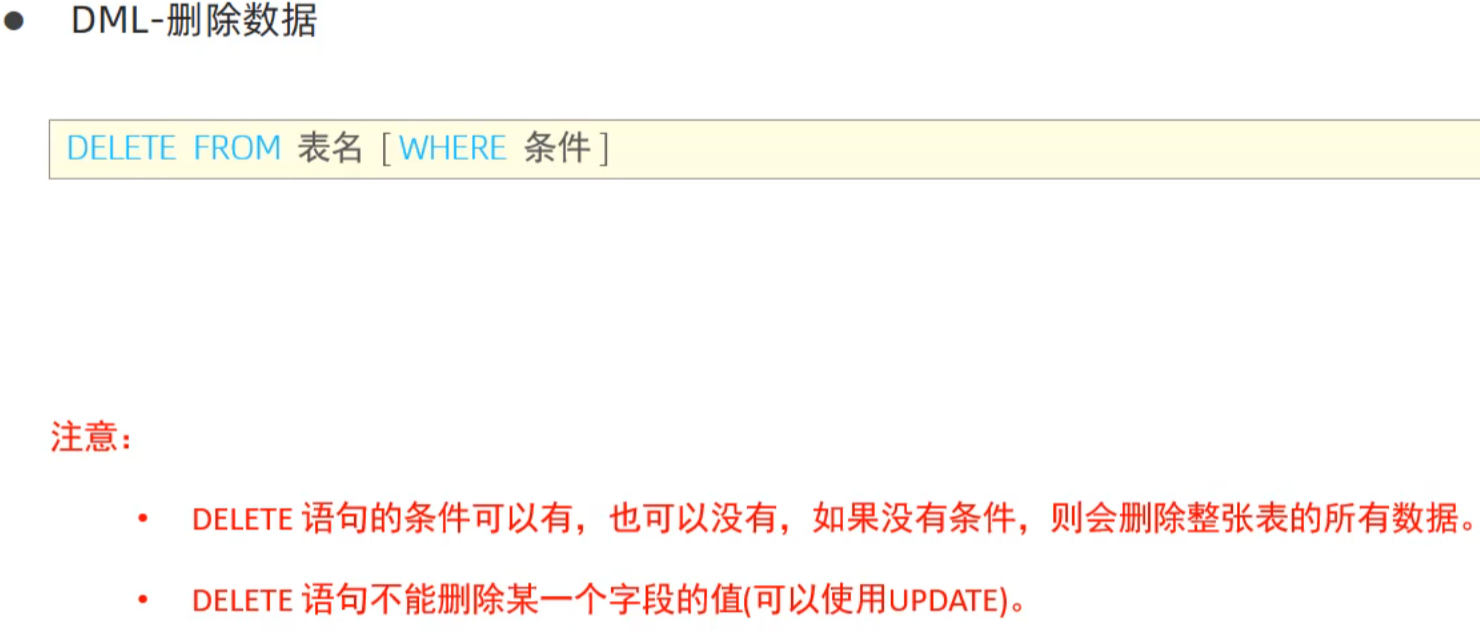 ● DML-删除数据
DELETE FROM 表名 [ WHERE 条件 ]
注意：
• DELETE 语句的条件可以有，也可以没有，如果没有条件，则会删除整张表的所有数据。
• DELETE 语句不能删除某一个字段的值(可以使用UPDATE)。